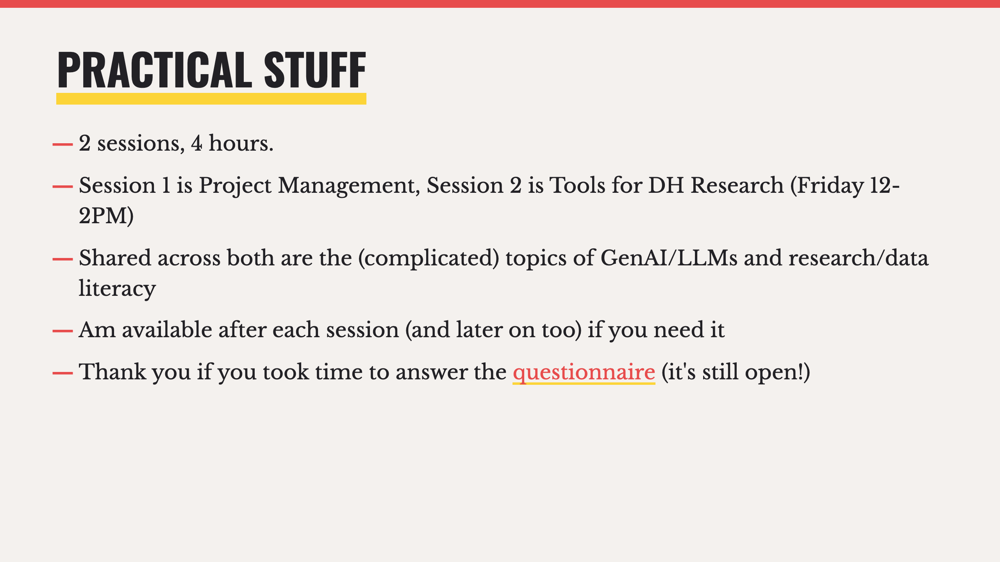 PRACTICAL STUFF
— 2 sessions, 4 hours.
— Session 1 is Project Management, Session 2 is Tools for DH Research (Friday 12-
2PM)
— Shared across both are the (complicated) topics of GenAI/LLMs and research/data
literacy
— Am available after each session (and later on too) if you need it
— Thank you if you took time to answer the questionnaire (it's still open!)